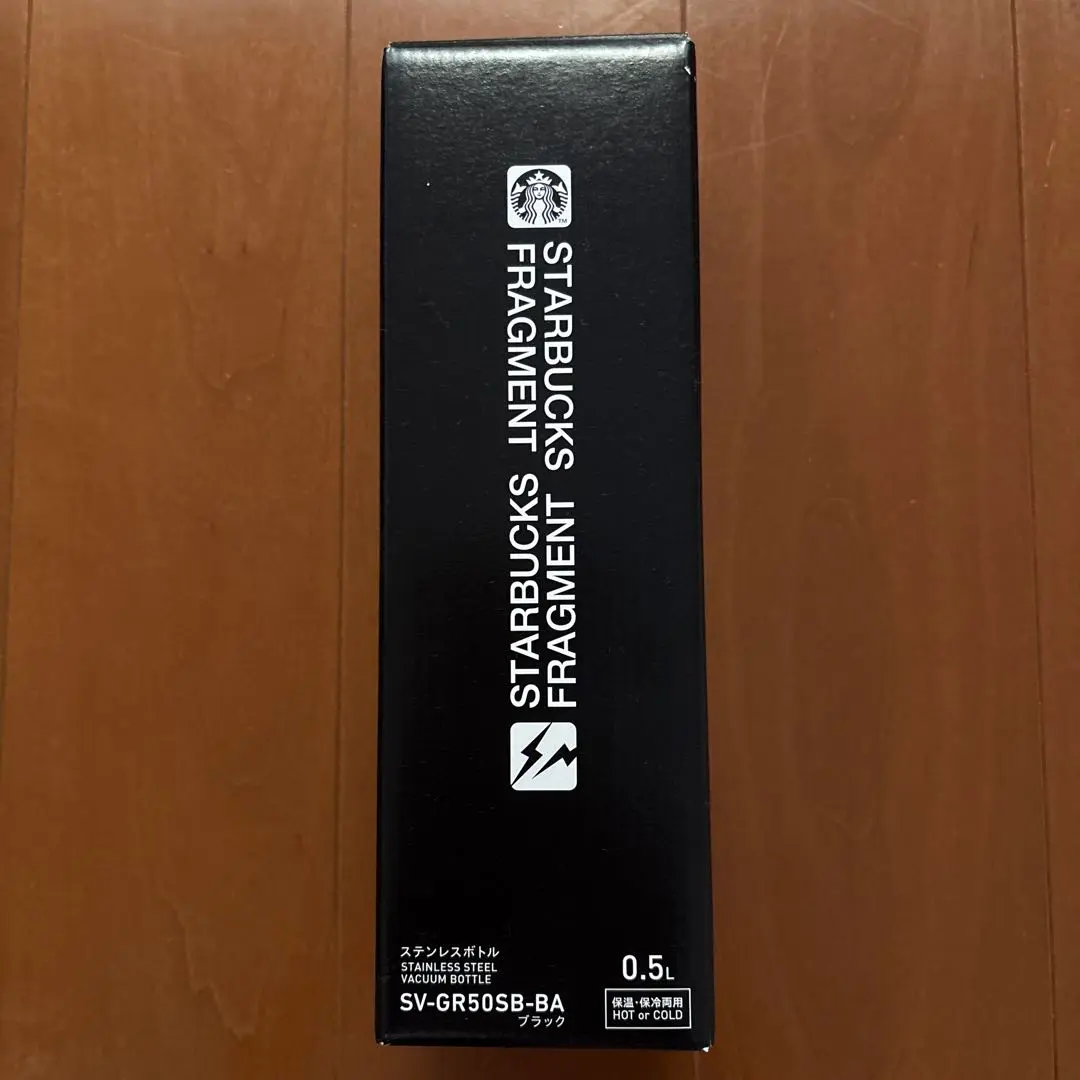 TM
STARBUCKS FRAGMENT
FRAGMENT STARBUCKS
ステンレスボトル
STAINLESS STEEL
VACUUM BOTTLE
SV-GR50SB-BA
ブラック
0.5L
保温・保冷両用
HOT or COLD